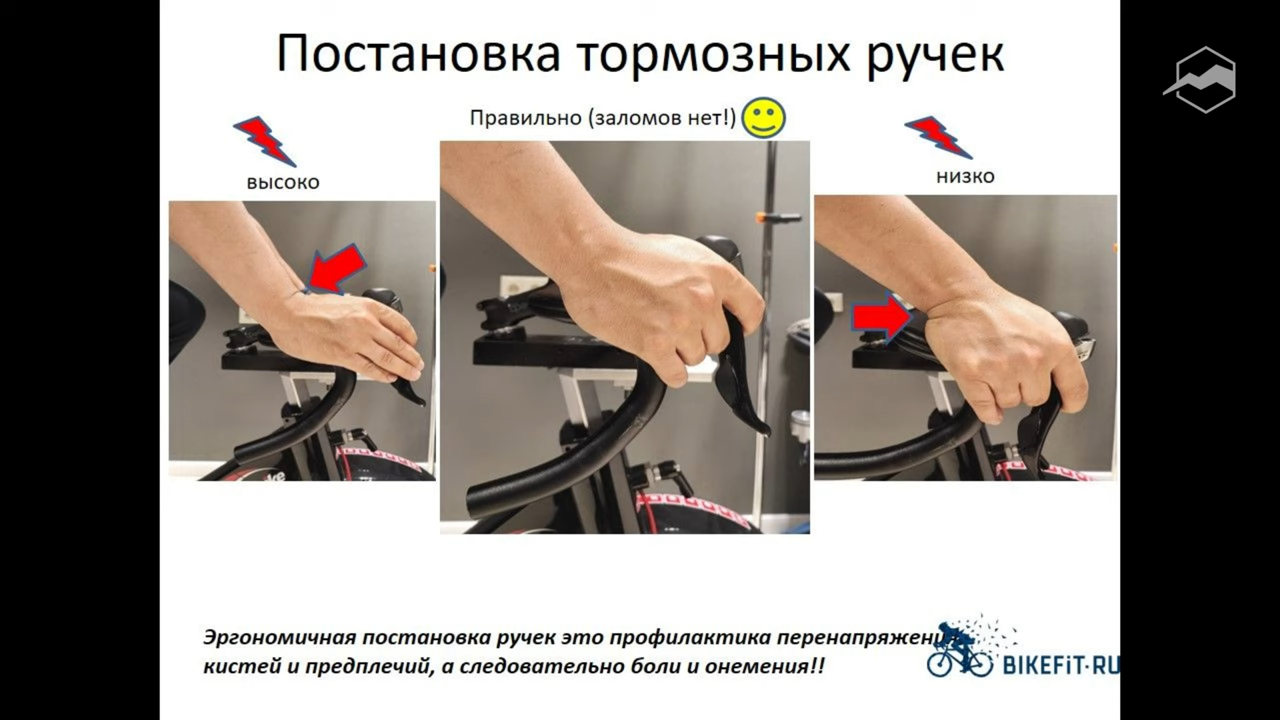 Постановка тормозных ручек
Правильно (заломов нет!)
высоко
низко
Эргономичная постановка ручек это профилактика перенапряжения
кистей и предплечий, а следовательно боли и онемения!!
BIKEFiT·RU